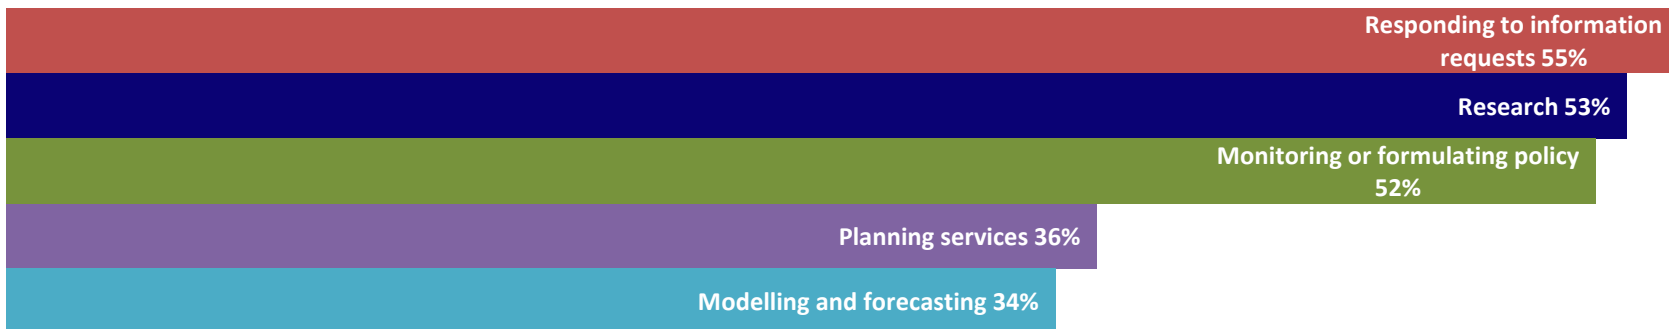 Responding to information
requests 55%
Research 53%
Monitoring or formulating policy
52%
Planning services 36%
Modelling and forecasting 34%